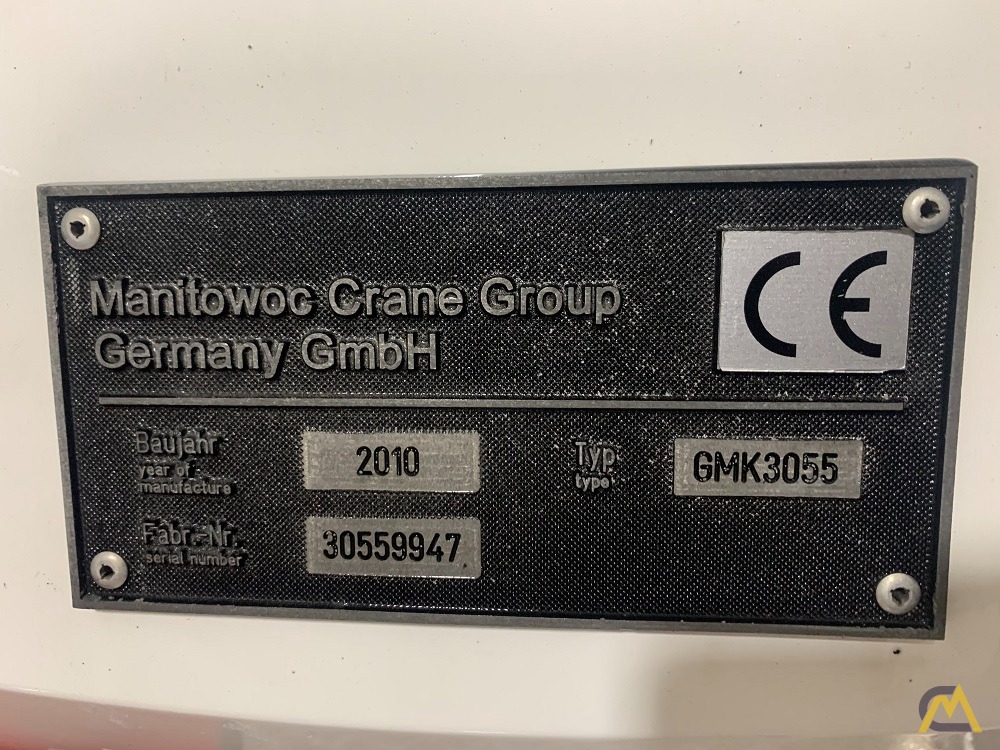 Manitowoc Crane Group
Germany GmbH
CE
Baujahr
year of
manufacture
2010
Typ
type
GMK3055
Fabr.-Nr.
serial number
30559947